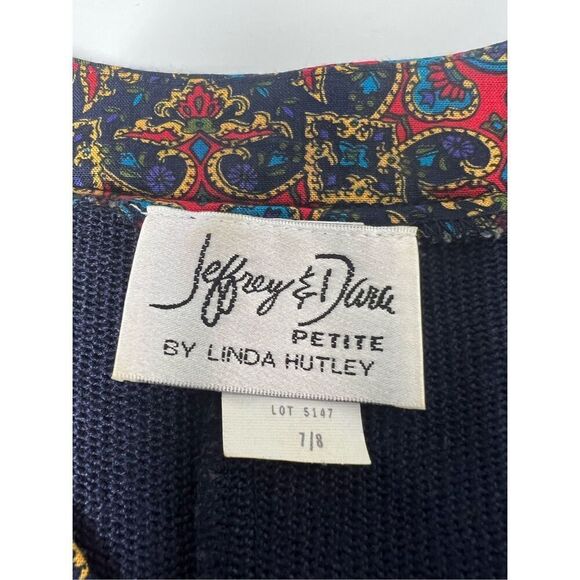 Jeffrey & Dara
PETITE
BY LINDA HUTLEY
LOT 5147
7/8